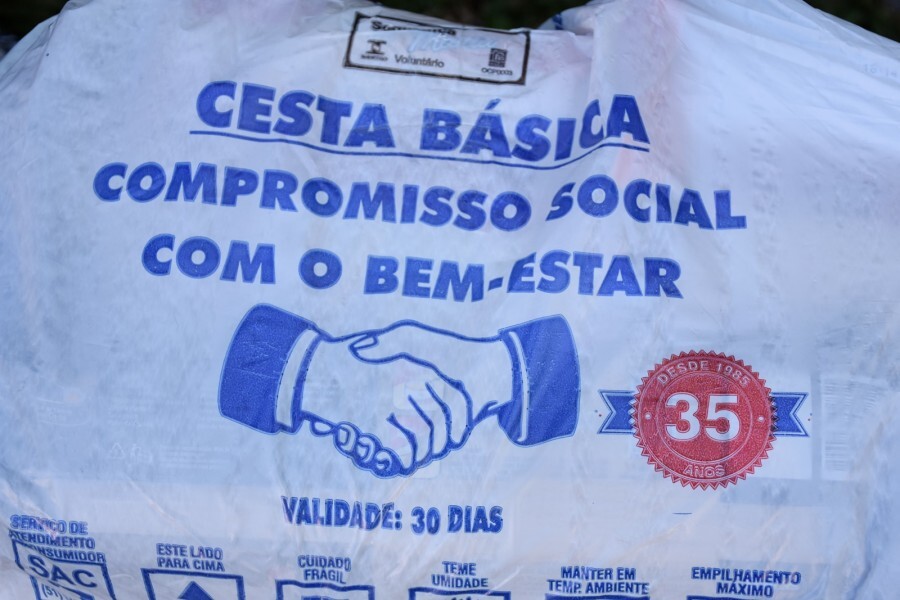 Voluntário
CESTA BÁSICA
COMPROMISSO SOCIAL
COM O BEM-ESTAR
DESDE 1985
35
ANOS
VALIDADE: 30 DIAS
SERVIÇO DE
ATENDIMENTO
CONSUMIDOR
SAC
ESTE LADO
PARA CIMA
CUIDADO
FRÁGIL
TEME
UMIDADE
MANTER EM
TEMP. AMBIENTE
EMPILHAMENTO
MÁXIMO